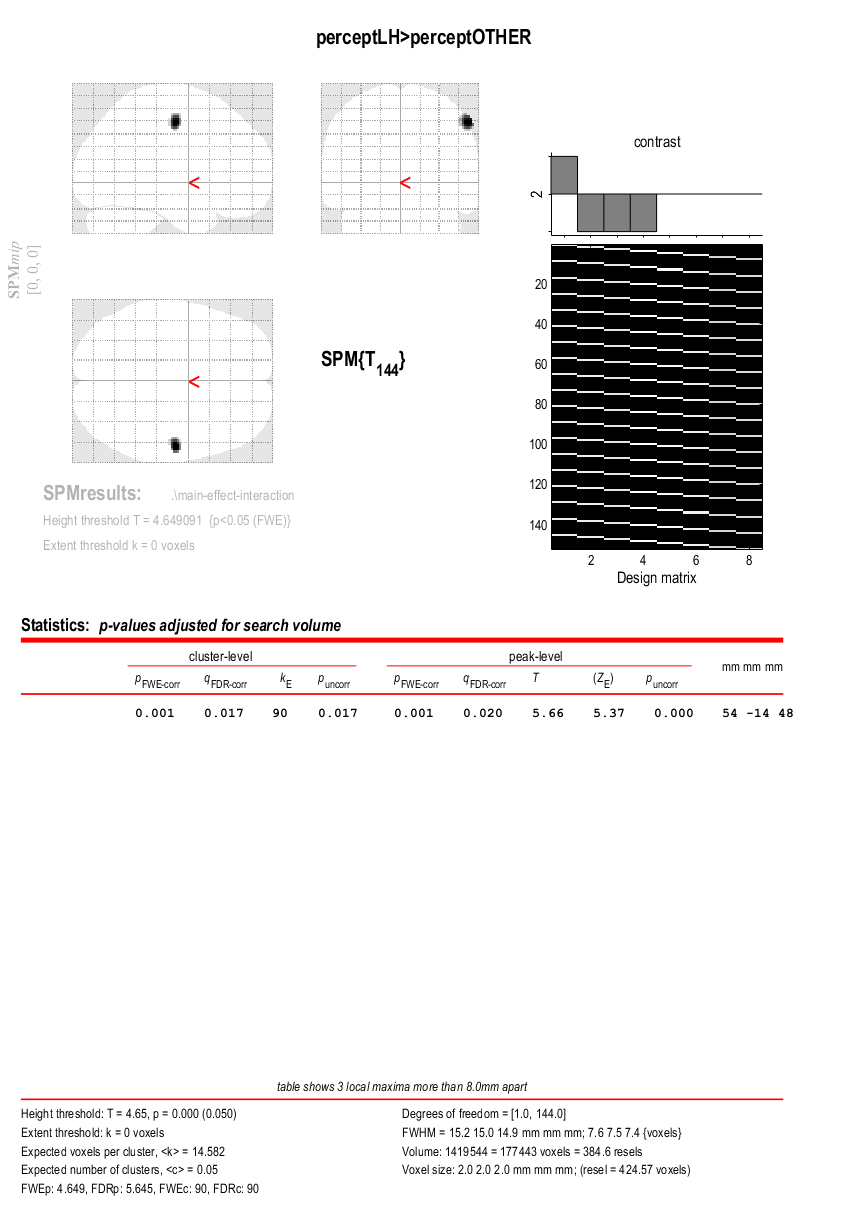 perceptLH>perceptOTHER
SPMmip
[0, 0, 0]
<
<
<
SPM{T144}
SPMresults: .\main-effect-interaction
Height threshold T = 4.649091 {p<0.05 (FWE)}
Extent threshold k = 0 voxels
contrast
2
20
40
60
80
100
120
140
2 4 6 8
Design matrix
Statistics: p-values adjusted for search volume
cluster-level peak-level mm mm mm
pFWE-corr qFDR-corr kE puncorr pFWE-corr qFDR-corr T (ZE) puncorr
0.001 0.017 90 0.017 0.001 0.020 5.66 5.37 0.000 54 -14 48
table shows 3 local maxima more than 8.0mm apart
Height threshold: T = 4.65, p = 0.000 (0.050)
Extent threshold: k = 0 voxels
Expected voxels per cluster, <k> = 14.582
Expected number of clusters, <c> = 0.05
FWEp: 4.649, FDRp: 5.645, FWEc: 90, FDRc: 90
Degrees of freedom = [1.0, 144.0]
FWHM = 15.2 15.0 14.9 mm mm mm; 7.6 7.5 7.4 {voxels}
Volume: 1419544 = 177443 voxels = 384.6 resels
Voxel size: 2.0 2.0 2.0 mm mm mm; (resel = 424.57 voxels)